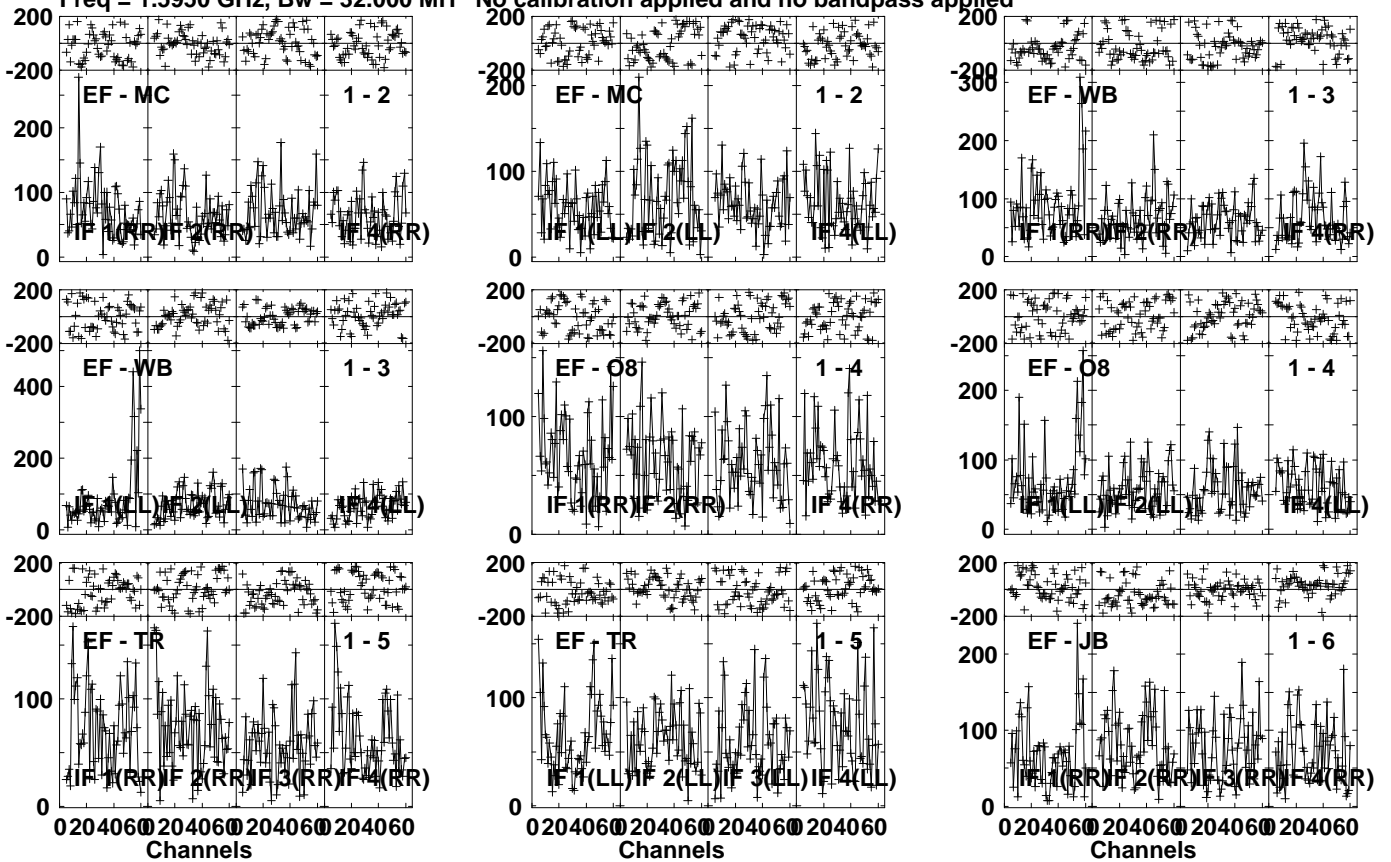 Freq = 1.5950 GHz, Bw = 32.000 MH No calibration applied and no bandpass applied
200 200 200
-200 -200 -200
EF - MC 1 - 2 EF - MC 1 - 2 300 EF - WB 1 - 3
200 200 200
100 100 100
IF 1(RR) IF 2(RR) IF 4(RR) IF 1(LL) IF 2(LL) IF 4(LL) IF 1(RR) IF 2(RR) IF 4(RR)
0 0 0
200 200 200
-200 -200 -200
EF - WB 1 - 3 EF - O8 1 - 4 EF - O8 1 - 4
400 200
200 100 100
IF 1(LL) IF 2(LL) IF 4(LL) IF 1(RR) IF 2(RR) IF 4(RR) IF 1(LL) IF 2(LL) IF 4(LL)
0 0 0
200 200 200
-200 -200 -200
EF - TR 1 - 5 EF - TR 1 - 5 EF - JB 1 - 6
200
100 100 100
IF 1(RR) IF 2(RR) IF 3(RR) IF 4(RR) IF 1(LL) IF 2(LL) IF 3(LL) IF 4(LL) IF 1(RR) IF 2(RR) IF 3(RR) IF 4(RR)
0 0 0
0 20 40 60 0 20 40 60 0 20 40 60 0 20 40 60 0 20 40 60 0 20 40 60 0 20 40 60 0 20 40 60 0 20 40 60 0 20 40 60 0 20 40 60 0 20 40 60
Channels Channels Channels